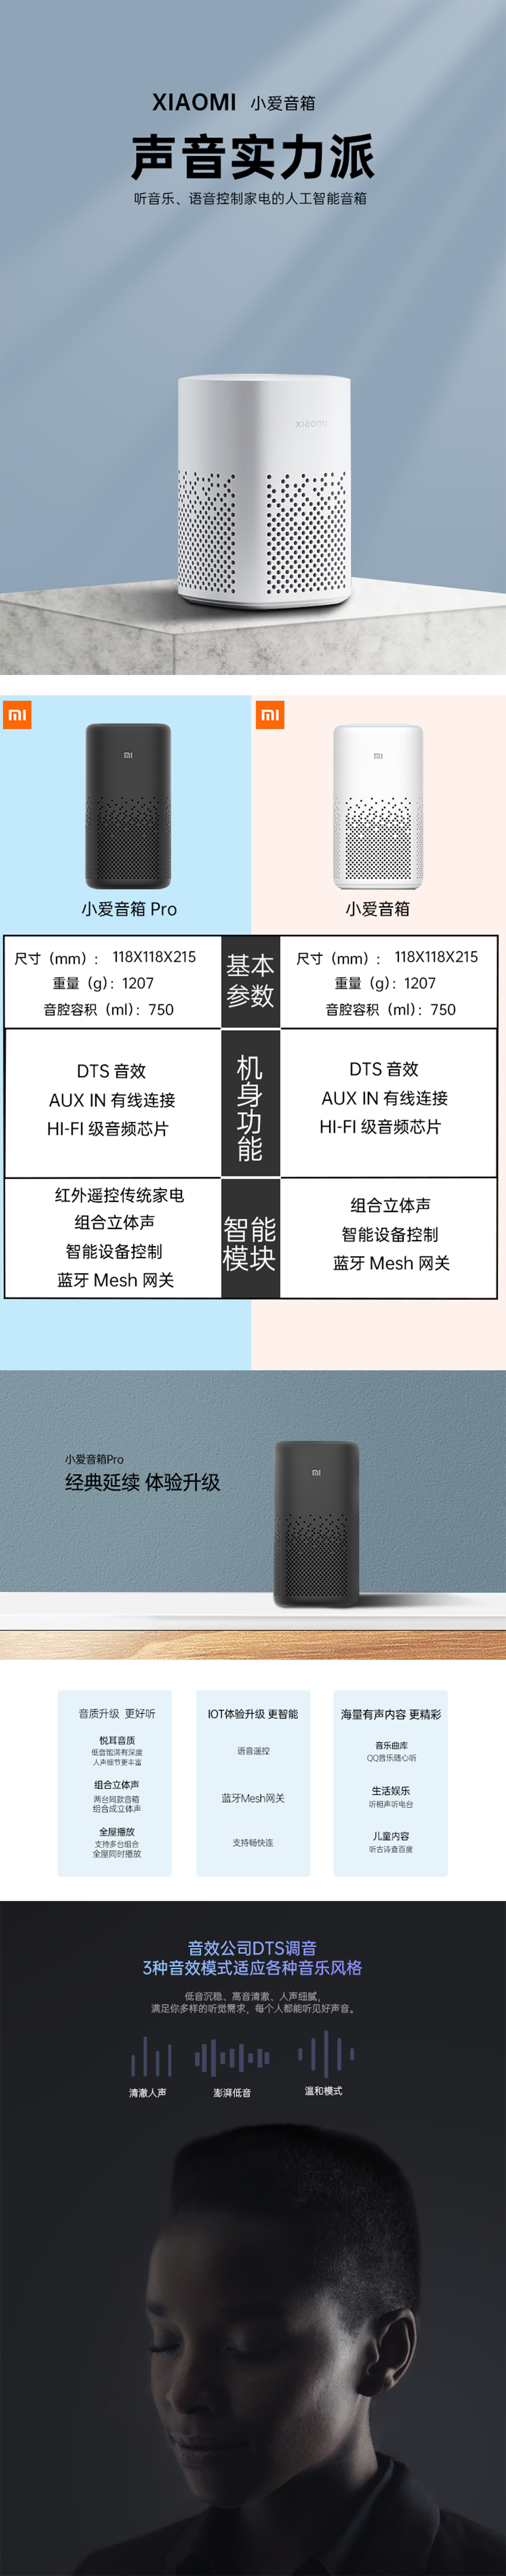 XIAOMI 小爱音箱
声音实力派
听音乐、语音控制家电的人工智能音箱
xiaomi
mi
mi
mi
mi
小爱音箱 Pro
小爱音箱
尺寸（mm）： 118X118X215
重量（g）：1207
音腔容积（ml）：750
基本
参数
尺寸（mm）： 118X118X215
重量（g）：1207
音腔容积（ml）：750
DTS 音效
AUX IN 有线连接
HI-FI 级音频芯片
机
身
功
能
DTS 音效
AUX IN 有线连接
HI-FI 级音频芯片
红外遥控传统家电
组合立体声
智能设备控制
蓝牙 Mesh 网关
智能
模块
组合立体声
智能设备控制
蓝牙 Mesh 网关
小爱音箱Pro
经典延续 体验升级
mi
音质升级 更好听
悦耳音质
低音饱满有深度
人声细节更丰富
组合立体声
两台同款音箱
组合成立体声
全屋播放
支持多台组合
全屋同时播放
IOT体验升级 更智能
语音遥控
蓝牙Mesh网关
支持畅快连
海量有声内容 更精彩
音乐曲库
QQ音乐随心听
生活娱乐
听相声听电台
儿童内容
听古诗查百度
音效公司DTS调音
3种音效模式适应各种音乐风格
低音沉稳、高音清澈、人声细腻，
满足你多样的听觉需求，每个人都能听见好声音。
清澈人声
澎湃低音
温和模式